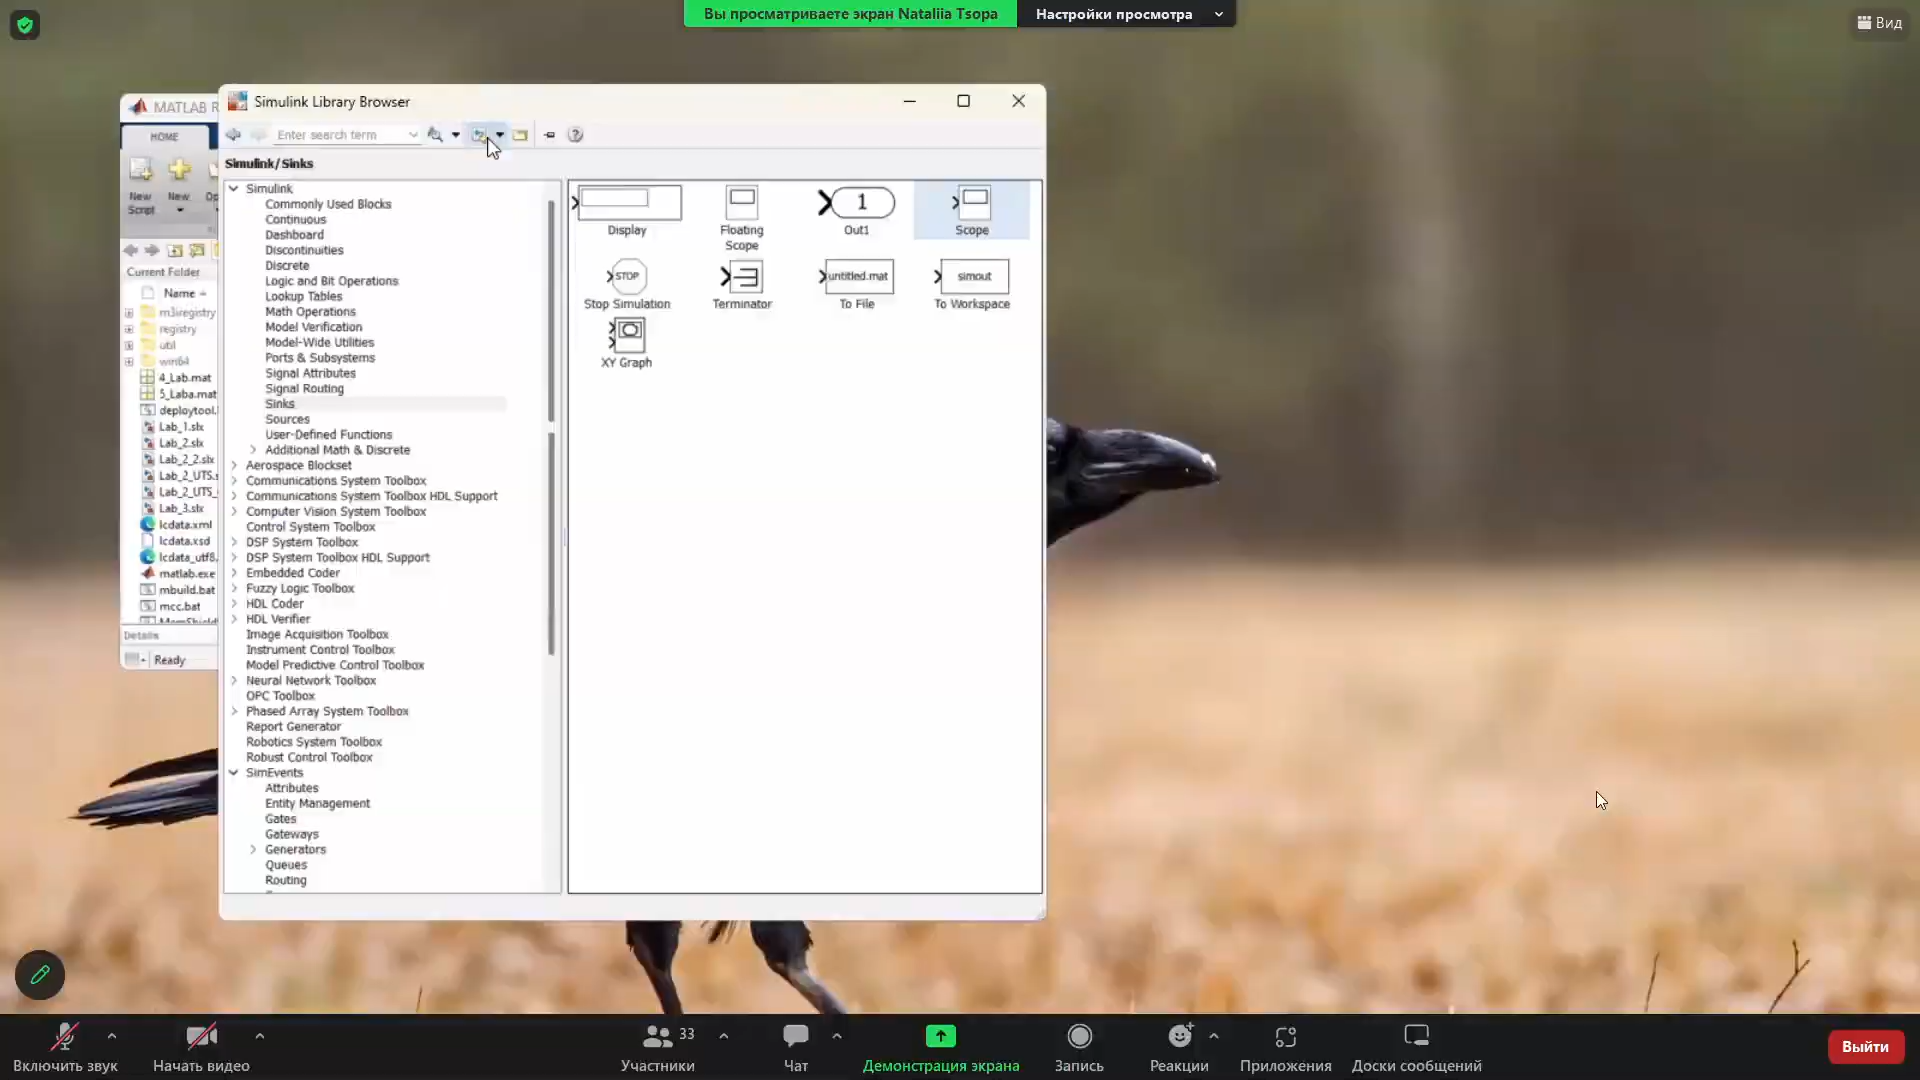 Вы просматриваете экран Nataliia Tsopa
Настройки просмотра
Вид
MATLAB R
HOME
New
Script
New
Current Folder
Name
m3iregistry
registry
util
win64
4_Lab.mat
5_Laba.mat
deploytool.
Lab_1.slx
Lab_2.slx
Lab_2_2.slx
Lab_2_UTS.s
Lab_2_UTS_
Lab_3.slx
lcdata.xml
lcdata.xsd
lcdata_utf8.
matlab.exe
mbuild.bat
mcc.bat
Details
Ready
Simulink Library Browser
Enter search term
Simulink/Sinks
Simulink
Commonly Used Blocks
Continuous
Dashboard
Discontinuities
Discrete
Logic and Bit Operations
Lookup Tables
Math Operations
Model Verification
Model-Wide Utilities
Ports & Subsystems
Signal Attributes
Signal Routing
Sinks
Sources
User-Defined Functions
Additional Math & Discrete
Aerospace Blockset
Communications System Toolbox
Communications System Toolbox HDL Support
Computer Vision System Toolbox
Control System Toolbox
DSP System Toolbox
DSP System Toolbox HDL Support
Embedded Coder
Fuzzy Logic Toolbox
HDL Coder
HDL Verifier
Image Acquisition Toolbox
Instrument Control Toolbox
Model Predictive Control Toolbox
Neural Network Toolbox
OPC Toolbox
Phased Array System Toolbox
Report Generator
Robotics System Toolbox
Robust Control Toolbox
SimEvents
Attributes
Entity Management
Gates
Gateways
Generators
Queues
Routing
Display
Floating
Scope
1
Out1
Scope
STOP
Stop Simulation
Terminator
untitled.mat
To File
simout
To Workspace
XY Graph
Включить звук
Начать видео
33
Участники
Чат
Демонстрация экрана
Запись
Реакции
Приложения
Доски сообщений
Выйти